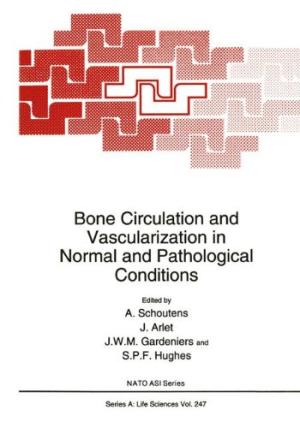 Bone Circulation and
Vascularization in
Normal and Pathological
Conditions
Edited by
A. Schoutens
J. Arlet
J.W.M. Gardeniers and
S.P.F. Hughes
NATO ASI Series
Series A: Life Sciences Vol. 247